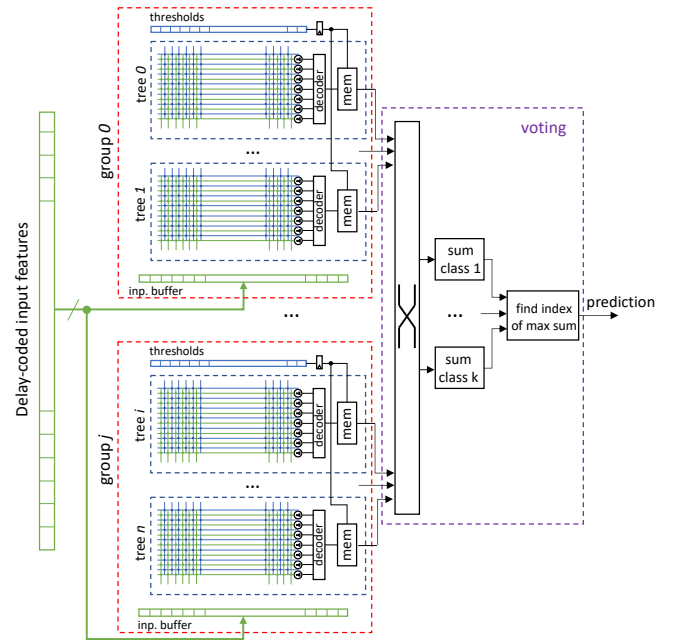 thresholds
tree 0
decoder
mem
...
group 0
tree 1
decoder
mem
inp. buffer
voting
Delay-coded input features
sum
class 1
...
sum
class k
find index
of max sum
prediction
...
thresholds
tree i
decoder
mem
...
group j
tree n
decoder
mem
inp. buffer